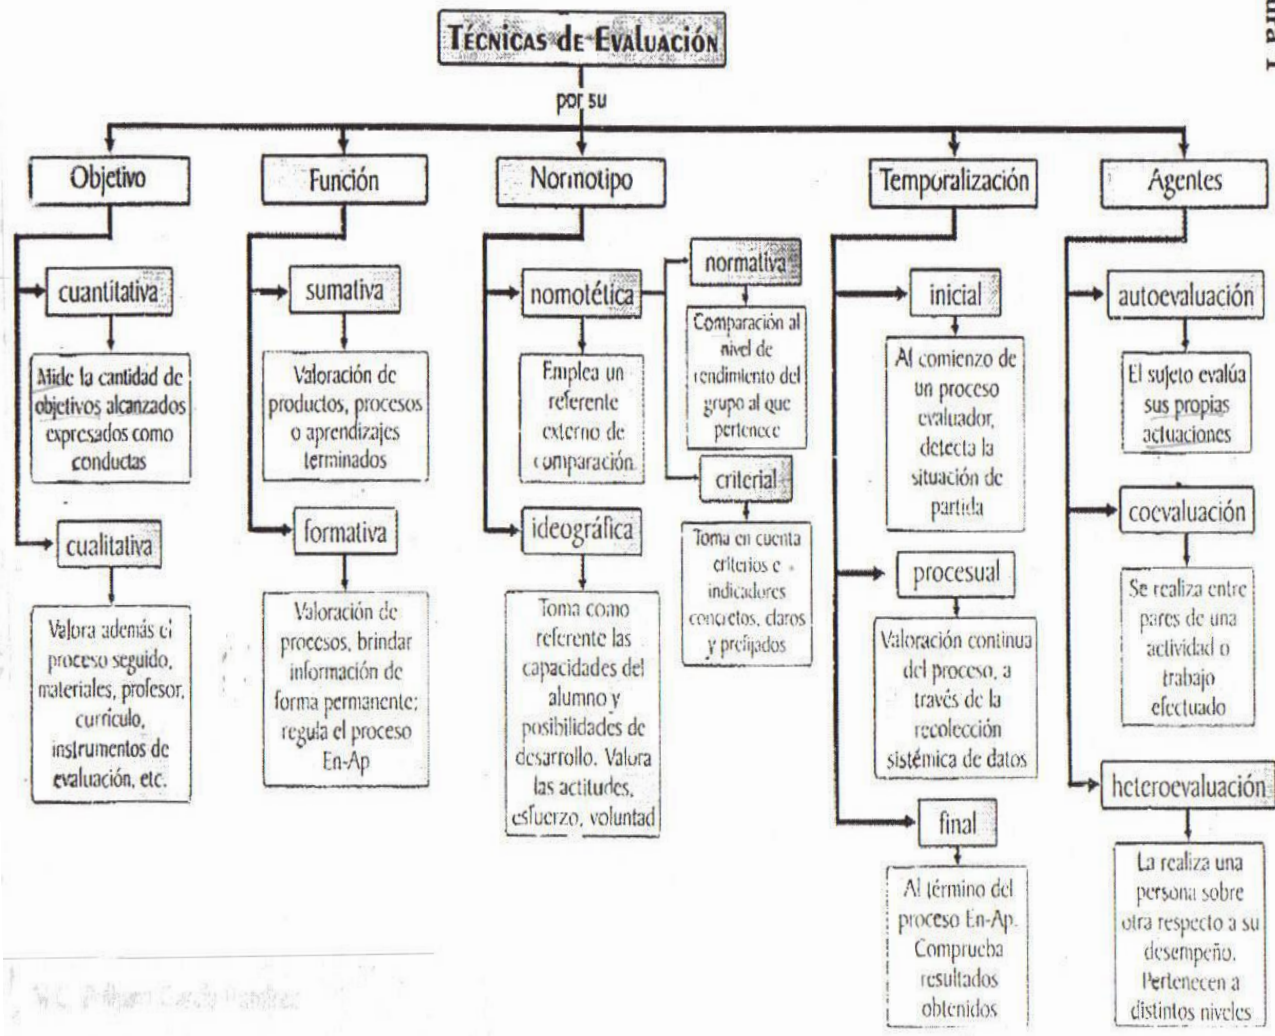 Técnicas de Evaluación
por su
Objetivo
cuantitativa
Mide la cantidad de
objetivos alcanzados
expresados como
conductas
cualitativa
Valora además el
proceso seguido,
materiales, profesor,
currículo,
instrumentos de
evaluación, etc.
Función
sumativa
Valoración de
productos, procesos
o aprendizajes
terminados
formativa
Valoración de
procesos, brindar
información de
forma permanente;
regula el proceso
En-Ap
Normotipo
nomotética
Emplea un
referente
externo de
comparación
normativa
Comparación al
nivel de
rendimiento del
grupo al que
pertenece
criterial
Toma en cuenta
criterios e
indicadores
concretos, claros
y prefijados
ideográfica
Toma como
referente las
capacidades del
alumno y
posibilidades de
desarrollo. Valora
las actitudes,
esfuerzo, voluntad
Temporalización
inicial
Al comienzo de
un proceso
evaluador,
detecta la
situación de
partida
procesual
Valoración continua
del proceso, a
través de la
recolección
sistémica de datos
final
Al término del
proceso En-Ap.
Comprueba
resultados
obtenidos
Agentes
autoevaluación
El sujeto evalúa
sus propias
actuaciones
coevaluación
Se realiza entre
pares de una
actividad o
trabajo
efectuado
heteroevaluación
La realiza una
persona sobre
otra respecto a su
desempeño.
Pertenecen a
distintos niveles